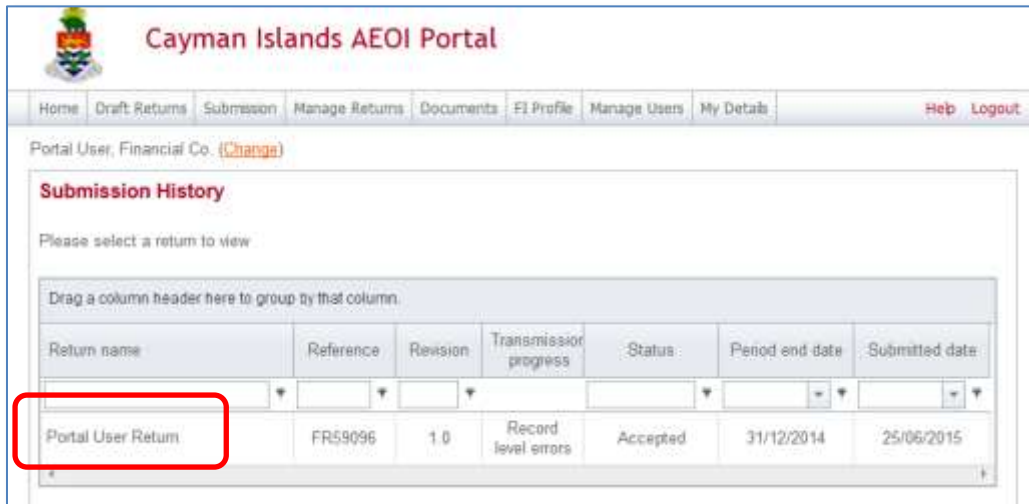 Cayman Islands AEOI Portal
Home Draft Returns Submission Manage Returns Documents FI Profile Manage Users My Details Help Logout
Portal User, Financial Co. (Change)
Submission History
Please select a return to view
Drag a column header here to group by that column.
Return name Reference Revision Transmission progress Status Period end date Submitted date
Portal User Return FR59096 1.0 Record level errors Accepted 31/12/2014 25/06/2015